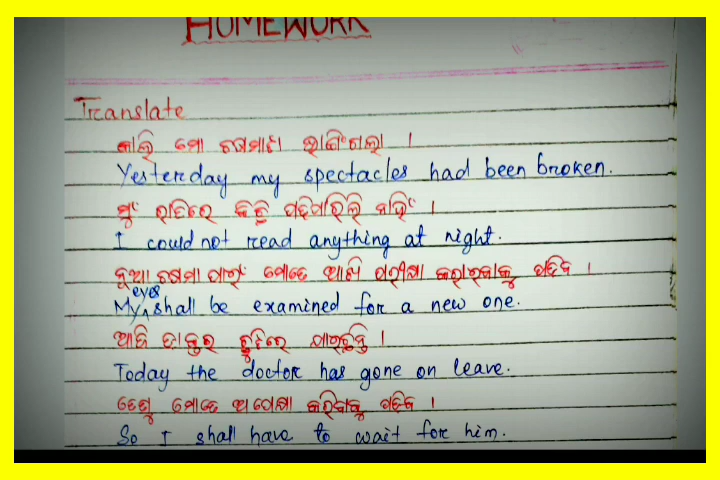 HOMEWORK
Translate
କାଲି ମୋ ଚଷମାଟା ଭାଙ୍ଗିଗଲା ।
Yesterday my spectacles had been broken.
ମୁଁ ରାତିରେ କିଛି ପଢ଼ିପାରିଲି ନାହିଁ ।
I could not read anything at night.
ନୂଆ ଚଷମା ପାଇଁ ମୋତେ ଆଖି ପରୀକ୍ଷା କରାଇବାକୁ ପଡ଼ିବ ।
My eyes shall be examined for a new one.
ଆଜି ଡାକ୍ତର ଛୁଟିରେ ଯାଇଛନ୍ତି ।
Today the doctor has gone on leave.
ତେଣୁ ମୋତେ ଅପେକ୍ଷା କରିବାକୁ ପଡ଼ିବ ।
So I shall have to wait for him.